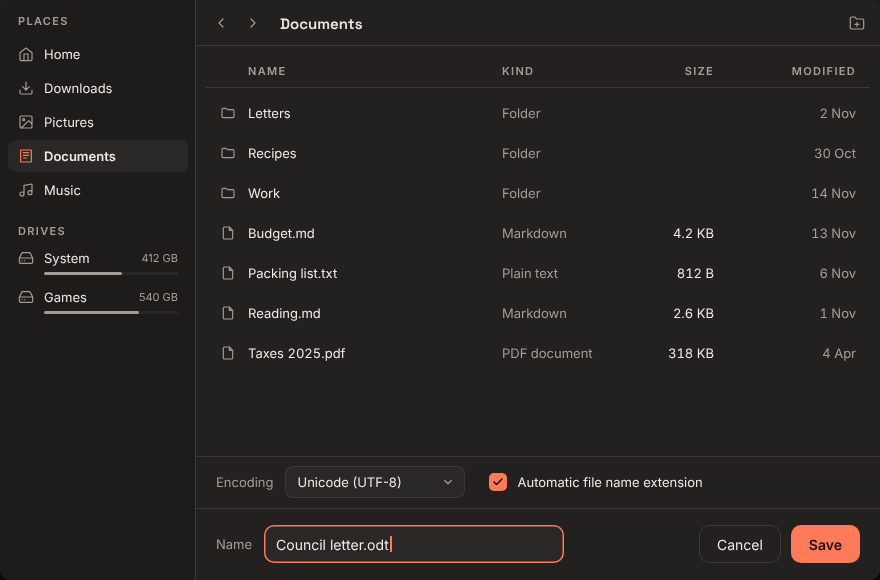 PLACES
Home
Downloads
Pictures
Documents
Music
DRIVES
System 412 GB
Games 540 GB
Documents
NAME KIND SIZE MODIFIED
Letters Folder 2 Nov
Recipes Folder 30 Oct
Work Folder 14 Nov
Budget.md Markdown 4.2 KB 13 Nov
Packing list.txt Plain text 812 B 6 Nov
Reading.md Markdown 2.6 KB 1 Nov
Taxes 2025.pdf PDF document 318 KB 4 Apr
Encoding Unicode (UTF-8) Automatic file name extension
Name Council letter.odt Cancel Save